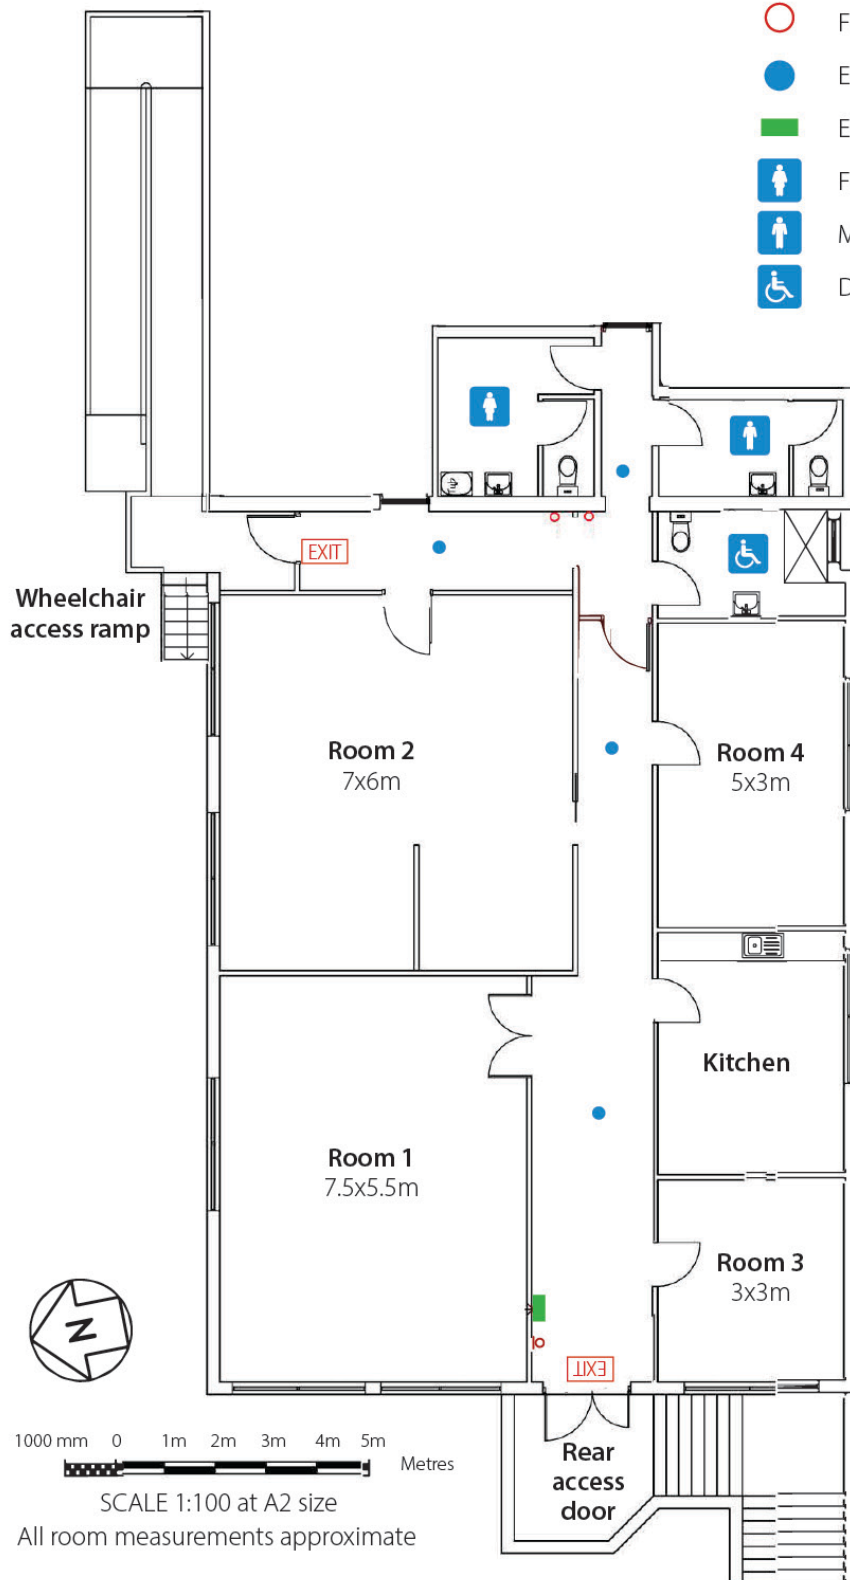 F
E
E
F
M
D
EXIT
Wheelchair
access ramp
Room 2
7x6m
Room 4
5x3m
Kitchen
Room 1
7.5x5.5m
Room 3
3x3m
N
EXIT
Rear
access
door
1000 mm 0 1m 2m 3m 4m 5m
Metres
SCALE 1:100 at A2 size
All room measurements approximate